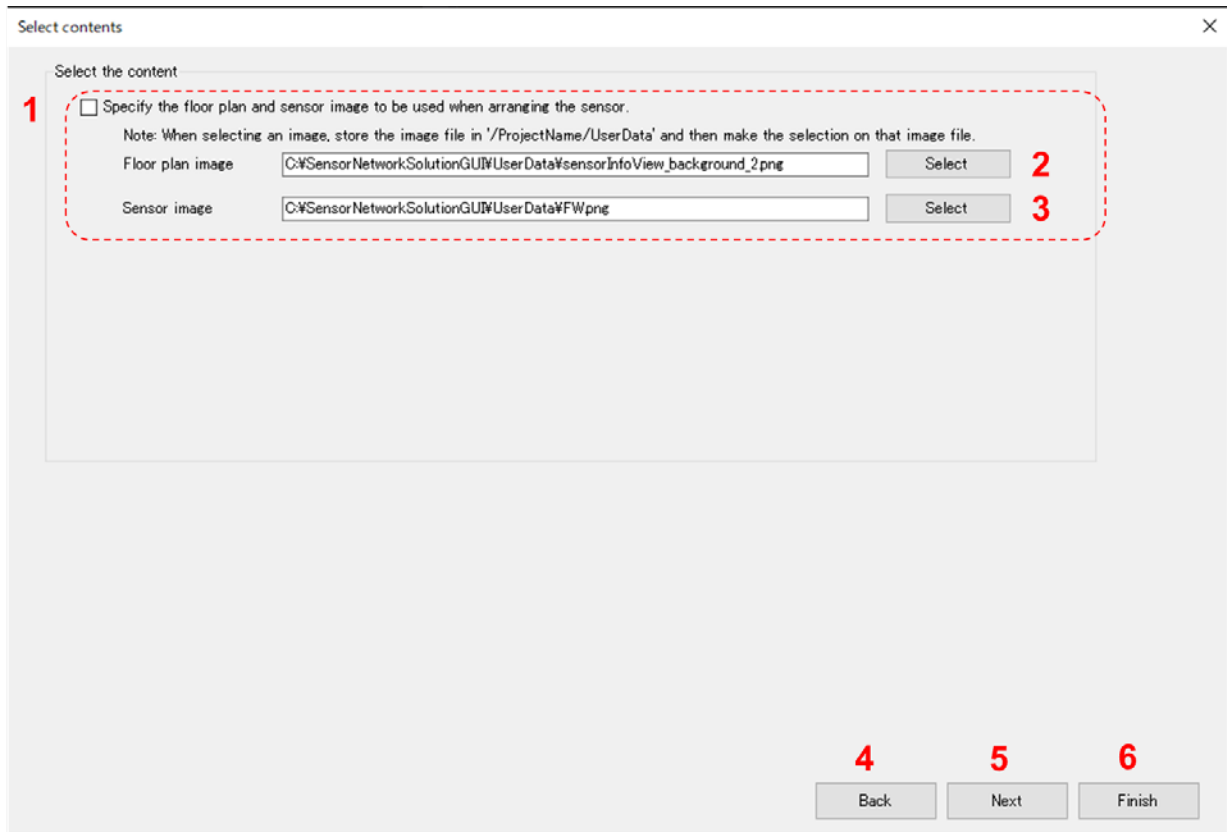 Select contents
Select the content
1
Specify the floor plan and sensor image to be used when arranging the sensor.
Note: When selecting an image, store the image file in '/ProjectName/UserData' and then make the selection on that image file.
Floor plan image C:¥SensorNetworkSolutionGUI¥UserData¥sensorInfoView_background_2.png Select 2
Sensor image C:¥SensorNetworkSolutionGUI¥UserData¥FW.png Select 3
4 5 6
Back Next Finish